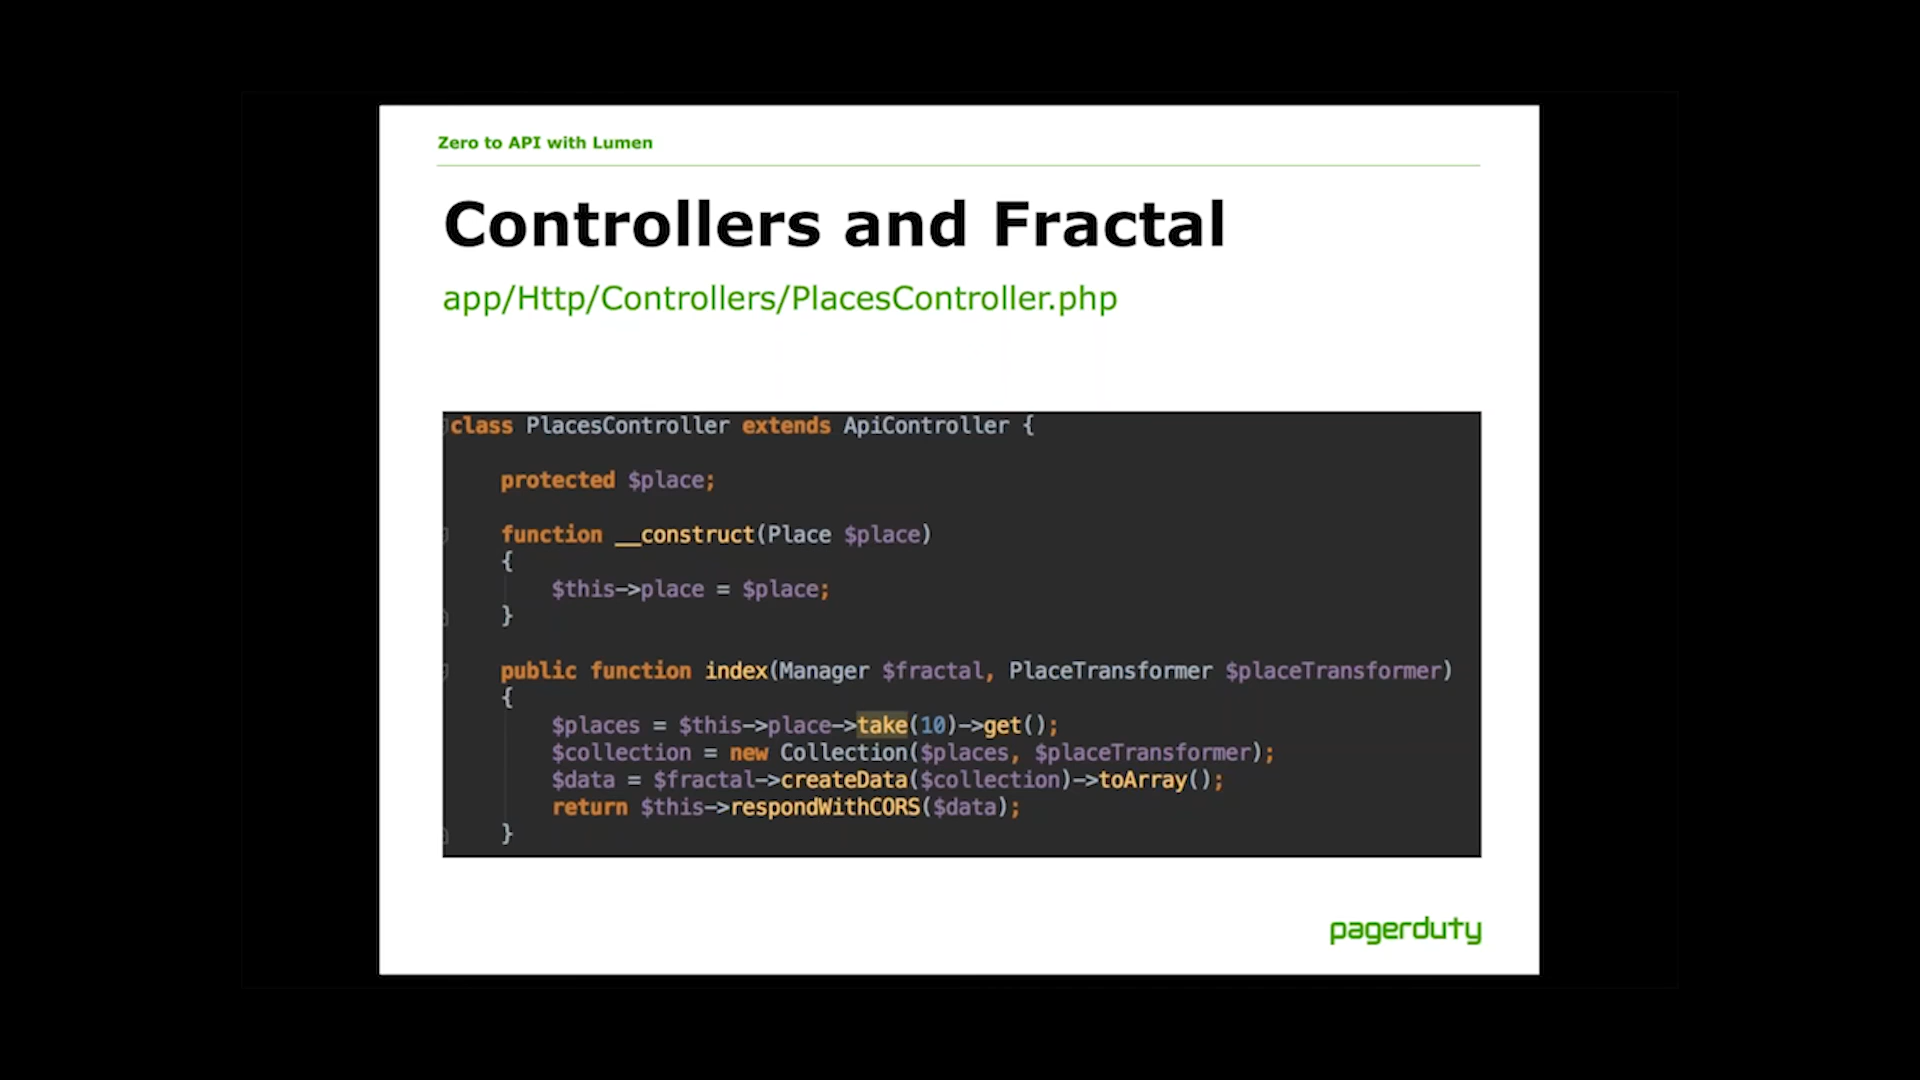 Zero to API with Lumen
Controllers and Fractal
app/Http/Controllers/PlacesController.php
class PlacesController extends ApiController {
protected $place;
function __construct(Place $place)
{
$this->place = $place;
}
public function index(Manager $fractal, PlaceTransformer $placeTransformer)
{
$places = $this->place->take(10)->get();
$collection = new Collection($places, $placeTransformer);
$data = $fractal->createData($collection)->toArray();
return $this->respondWithCORS($data);
}
pagerduty